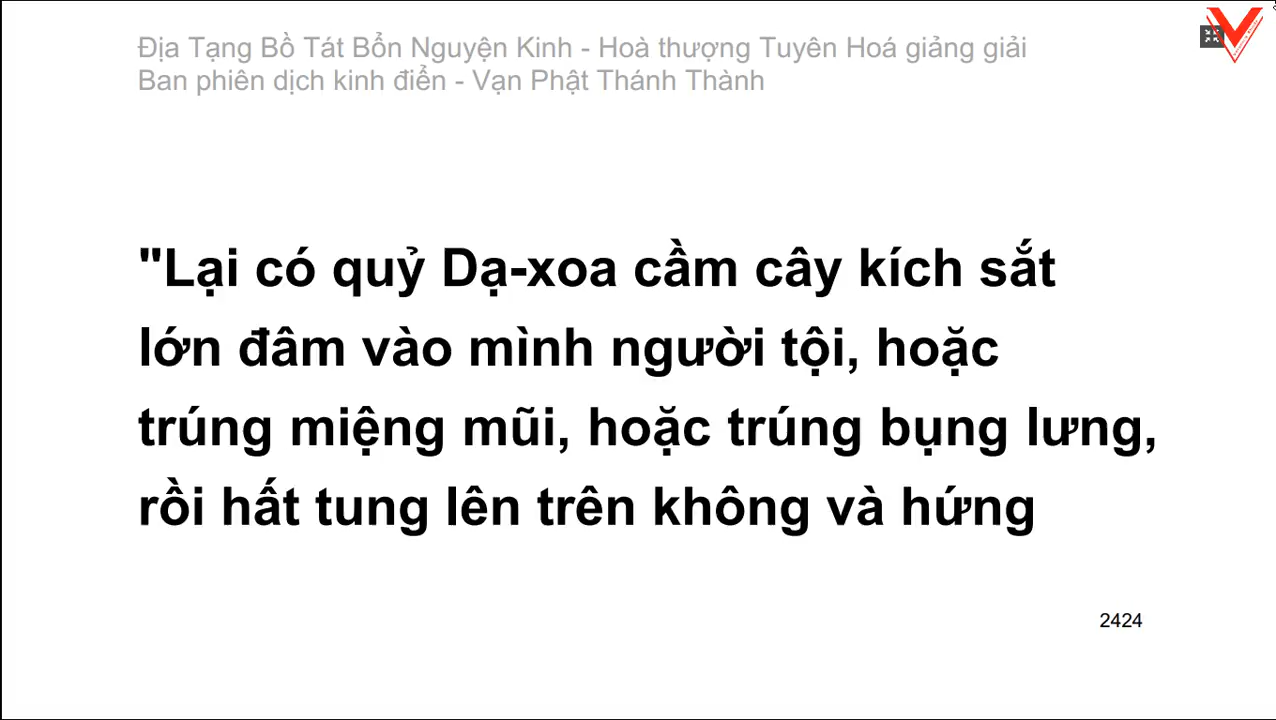 Địa Tạng Bồ Tát Bổn Nguyện Kinh - Hoà thượng Tuyên Hoá giảng giải
Ban phiên dịch kinh điển - Vạn Phật Thánh Thành
"Lại có quỷ Dạ-xoa cầm cây kích sắt
lớn đâm vào mình người tội, hoặc
trúng miệng mũi, hoặc trúng bụng lưng,
rồi hất tung lên trên không và hứng
2424